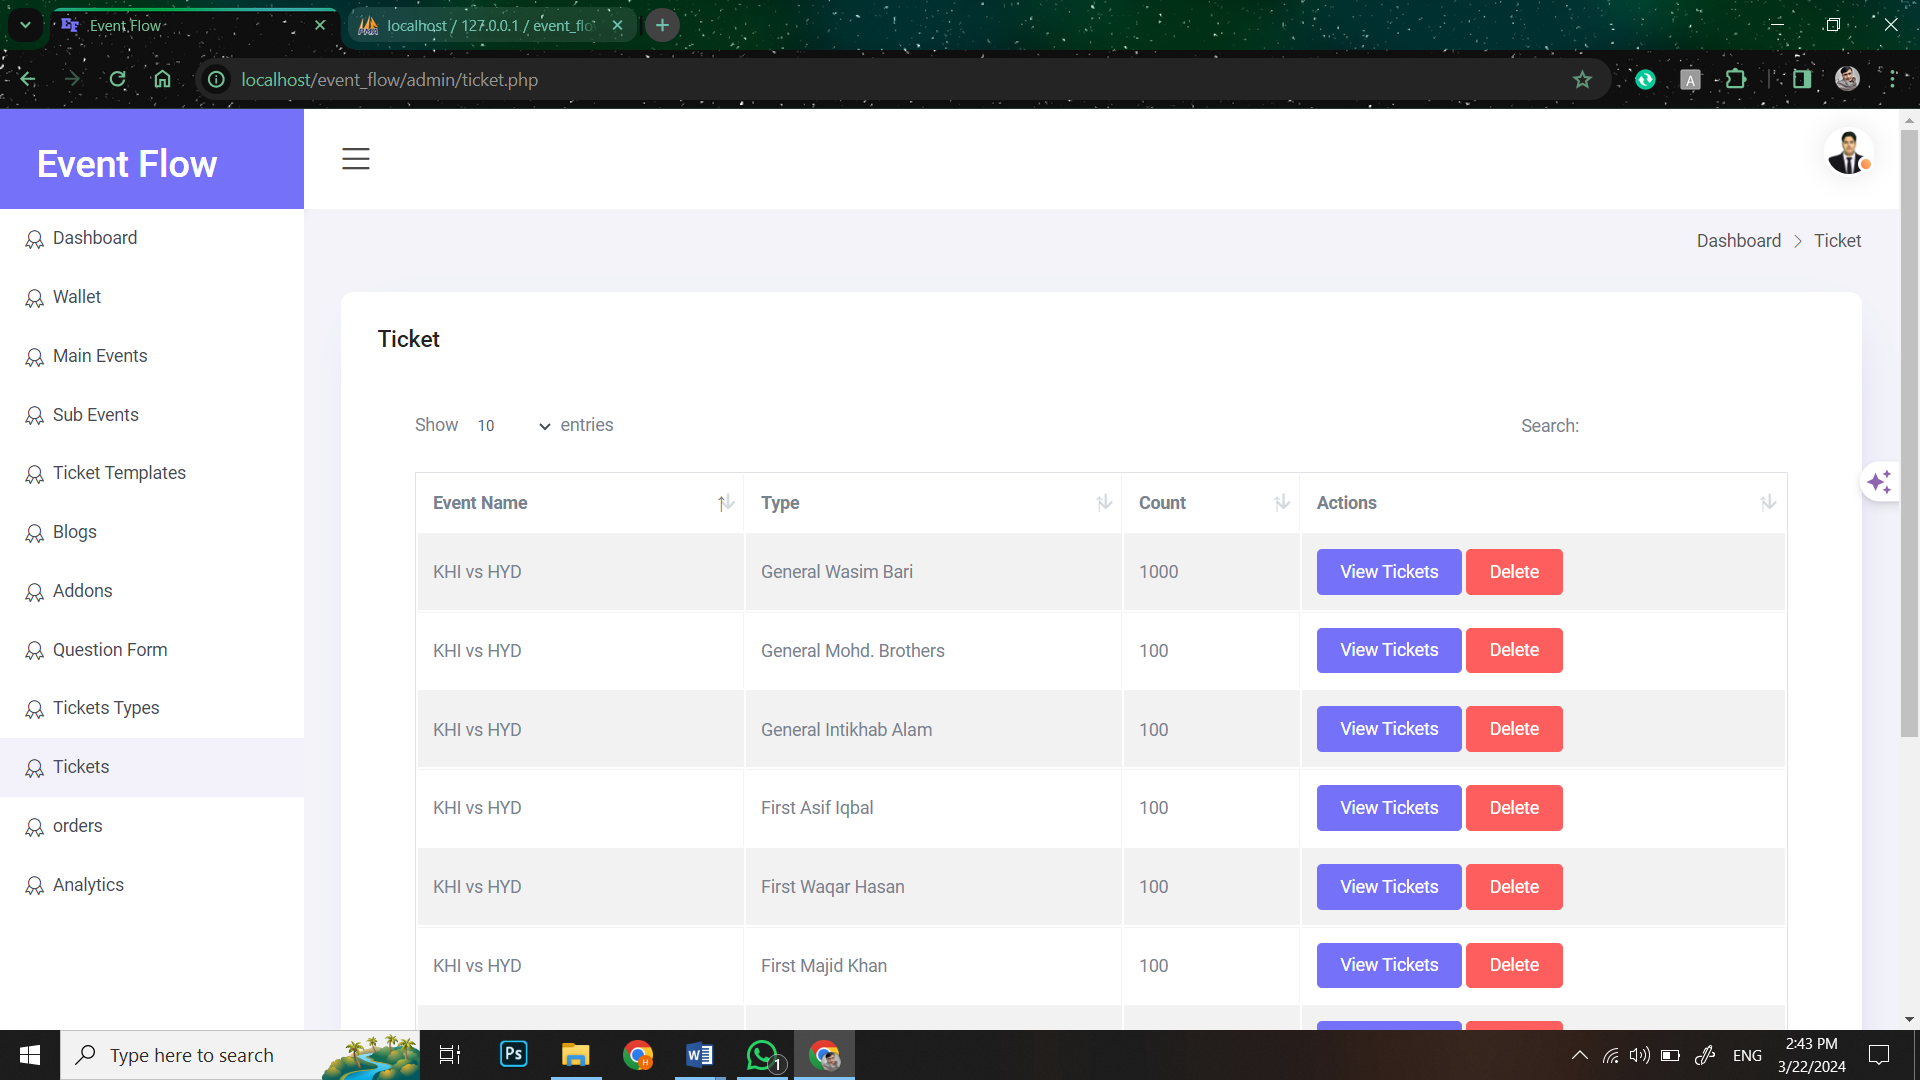 Event Flow
localhost / 127.0.0.1 / event_flo
localhost/event_flow/admin/ticket.php
A
Event Flow
Dashboard
Wallet
Main Events
Sub Events
Ticket Templates
Blogs
Addons
Question Form
Tickets Types
Tickets
orders
Analytics
Dashboard Ticket
Ticket
Show 10 entries
Search:
Event Name Type Count Actions
KHI vs HYD General Wasim Bari 1000 View Tickets Delete
KHI vs HYD General Mohd. Brothers 100 View Tickets Delete
KHI vs HYD General Intikhab Alam 100 View Tickets Delete
KHI vs HYD First Asif Iqbal 100 View Tickets Delete
KHI vs HYD First Waqar Hasan 100 View Tickets Delete
KHI vs HYD First Majid Khan 100 View Tickets Delete
Type here to search
Ps
1
ENG
2:43 PM
3/22/2024